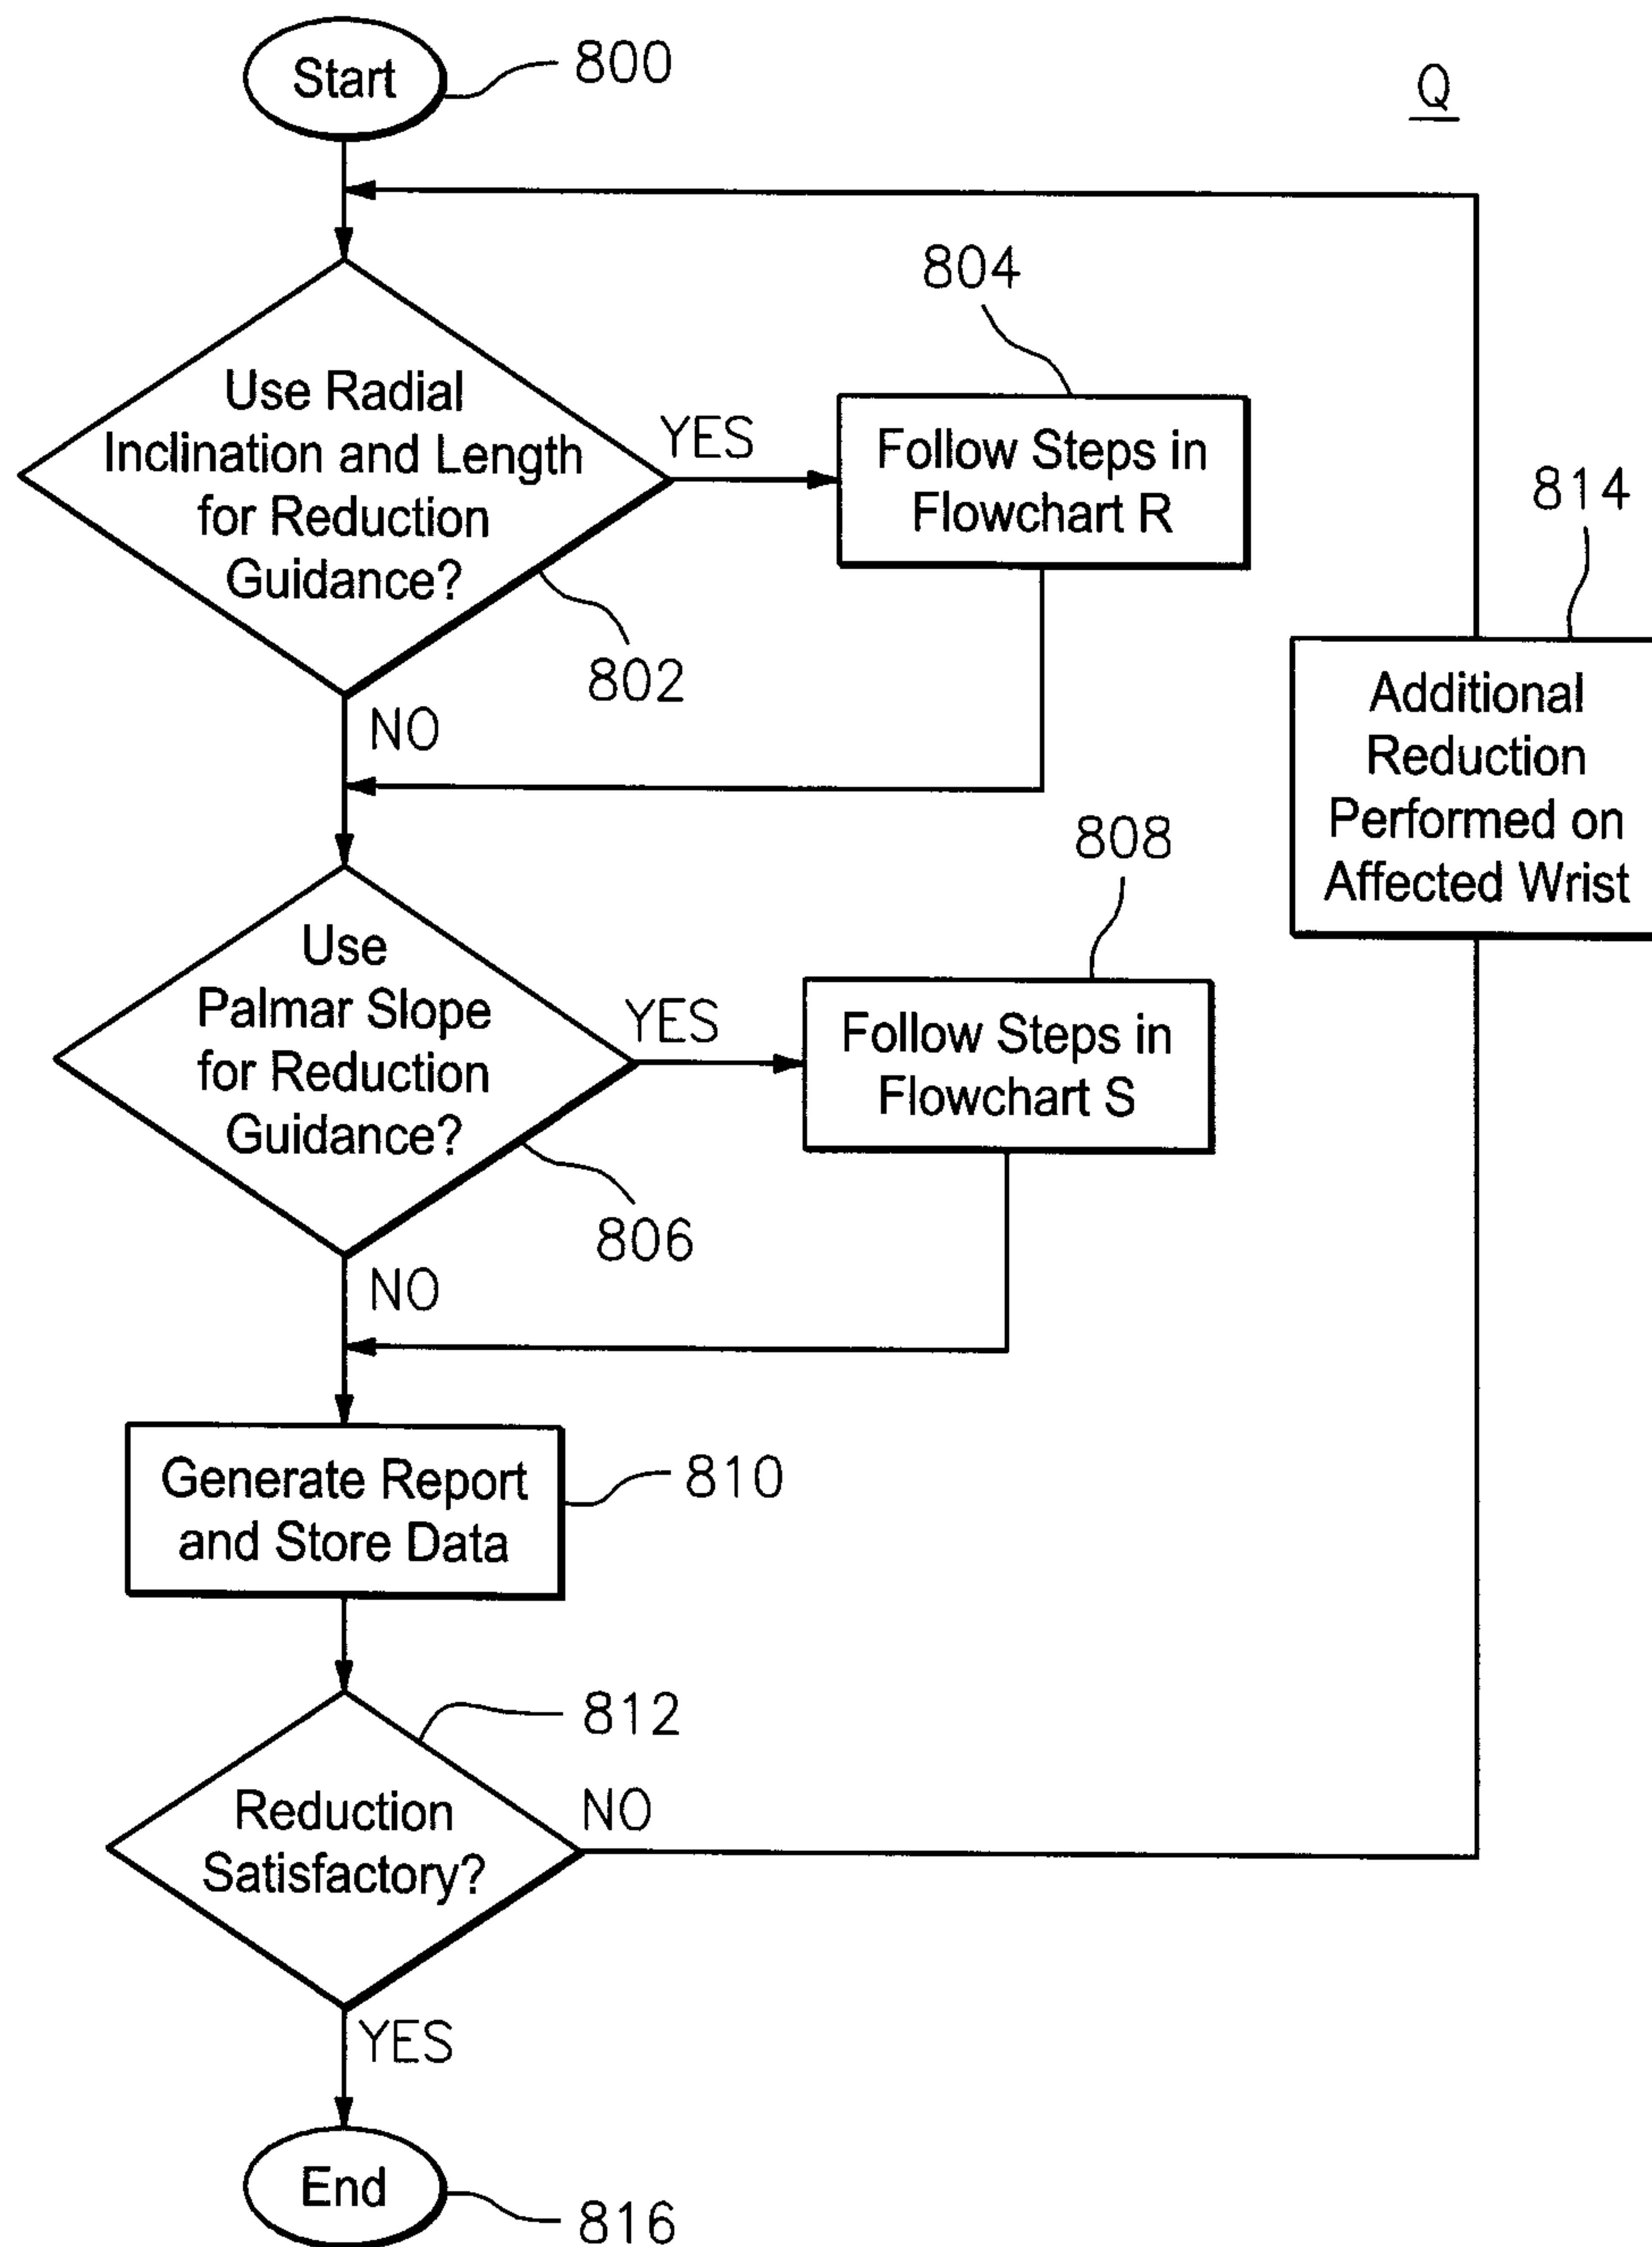 Start
800
Q
Use Radial
Inclination and Length
for Reduction
Guidance?
802
YES
804
Follow Steps in
Flowchart R
NO
814
Additional
Reduction
Performed on
Affected Wrist
Use
Palmar Slope
for Reduction
Guidance?
806
YES
808
Follow Steps in
Flowchart S
NO
Generate Report
and Store Data
810
812
Reduction
Satisfactory?
NO
YES
End
816